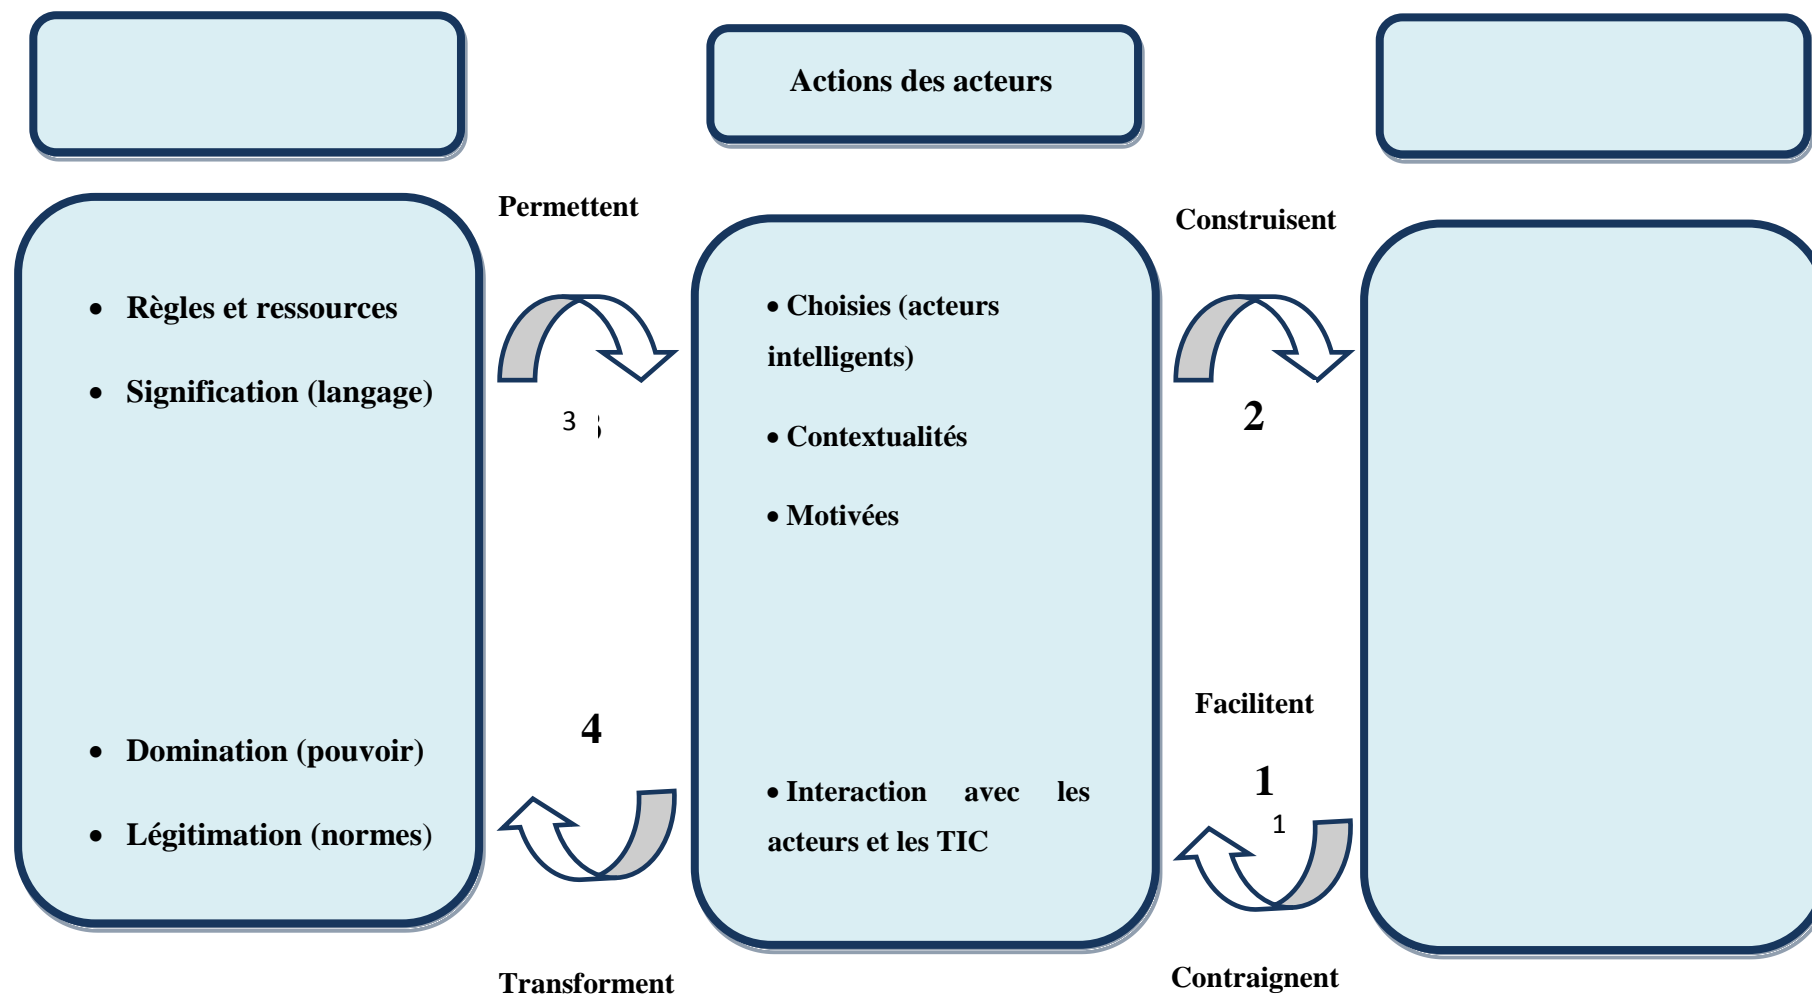 Actions des acteurs
Permettent
Construisent
• Règles et ressources
• Signification (langage)
3
• Domination (pouvoir)
• Légitimation (normes)
4
Transforment
• Choisies (acteurs
intelligents)
• Contextualités
• Motivées
• Interaction avec les
acteurs et les TIC
2
Facilitent
1
1
Contraignent